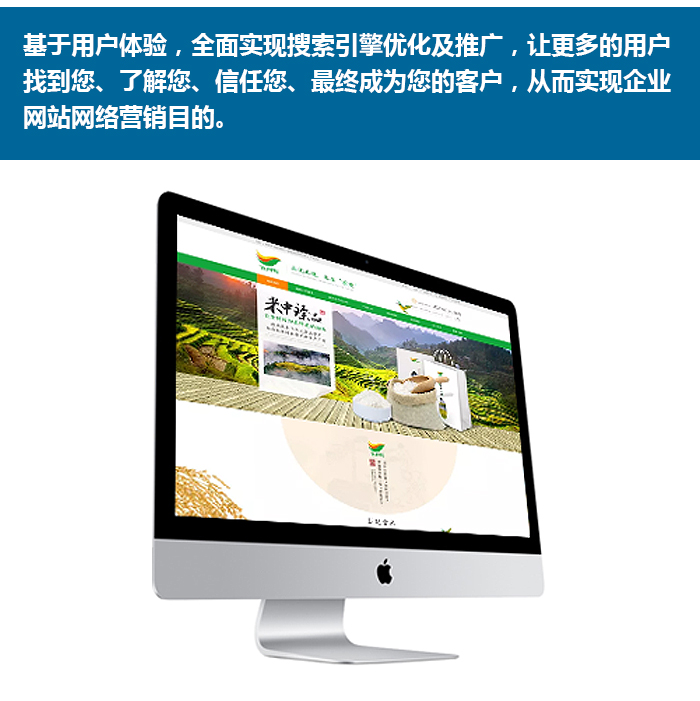 基于用户体验，全面实现搜索引擎优化及推广，让更多的用户
找到您、了解您、信任您、最终成为您的客户，从而实现企业
网站网络营销目的。
米中臻品